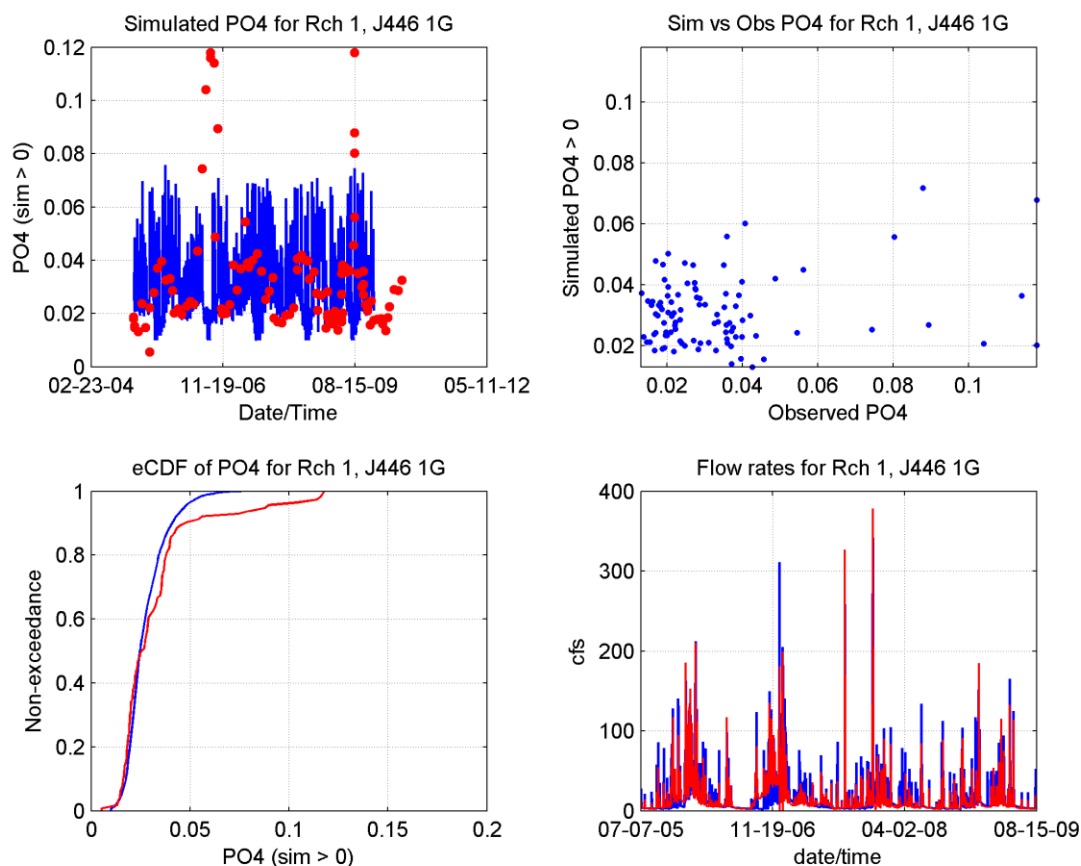 Simulated PO4 for Rch 1, J446 1G
0.12
0.1
0.08
0.06
0.04
0.02
0
PO4 (sim > 0)
02-23-04 11-19-06 08-15-09 05-11-12
Date/Time
Sim vs Obs PO4 for Rch 1, J446 1G
0.1
0.08
0.06
0.04
0.02
Simulated PO4 > 0
0.02 0.04 0.06 0.08 0.1
Observed PO4
eCDF of PO4 for Rch 1, J446 1G
1
0.8
0.6
0.4
0.2
0
Non-exceedance
0 0.05 0.1 0.15 0.2
PO4 (sim > 0)
Flow rates for Rch 1, J446 1G
400
300
200
100
0
cfs
07-07-05 11-19-06 04-02-08 08-15-09
date/time